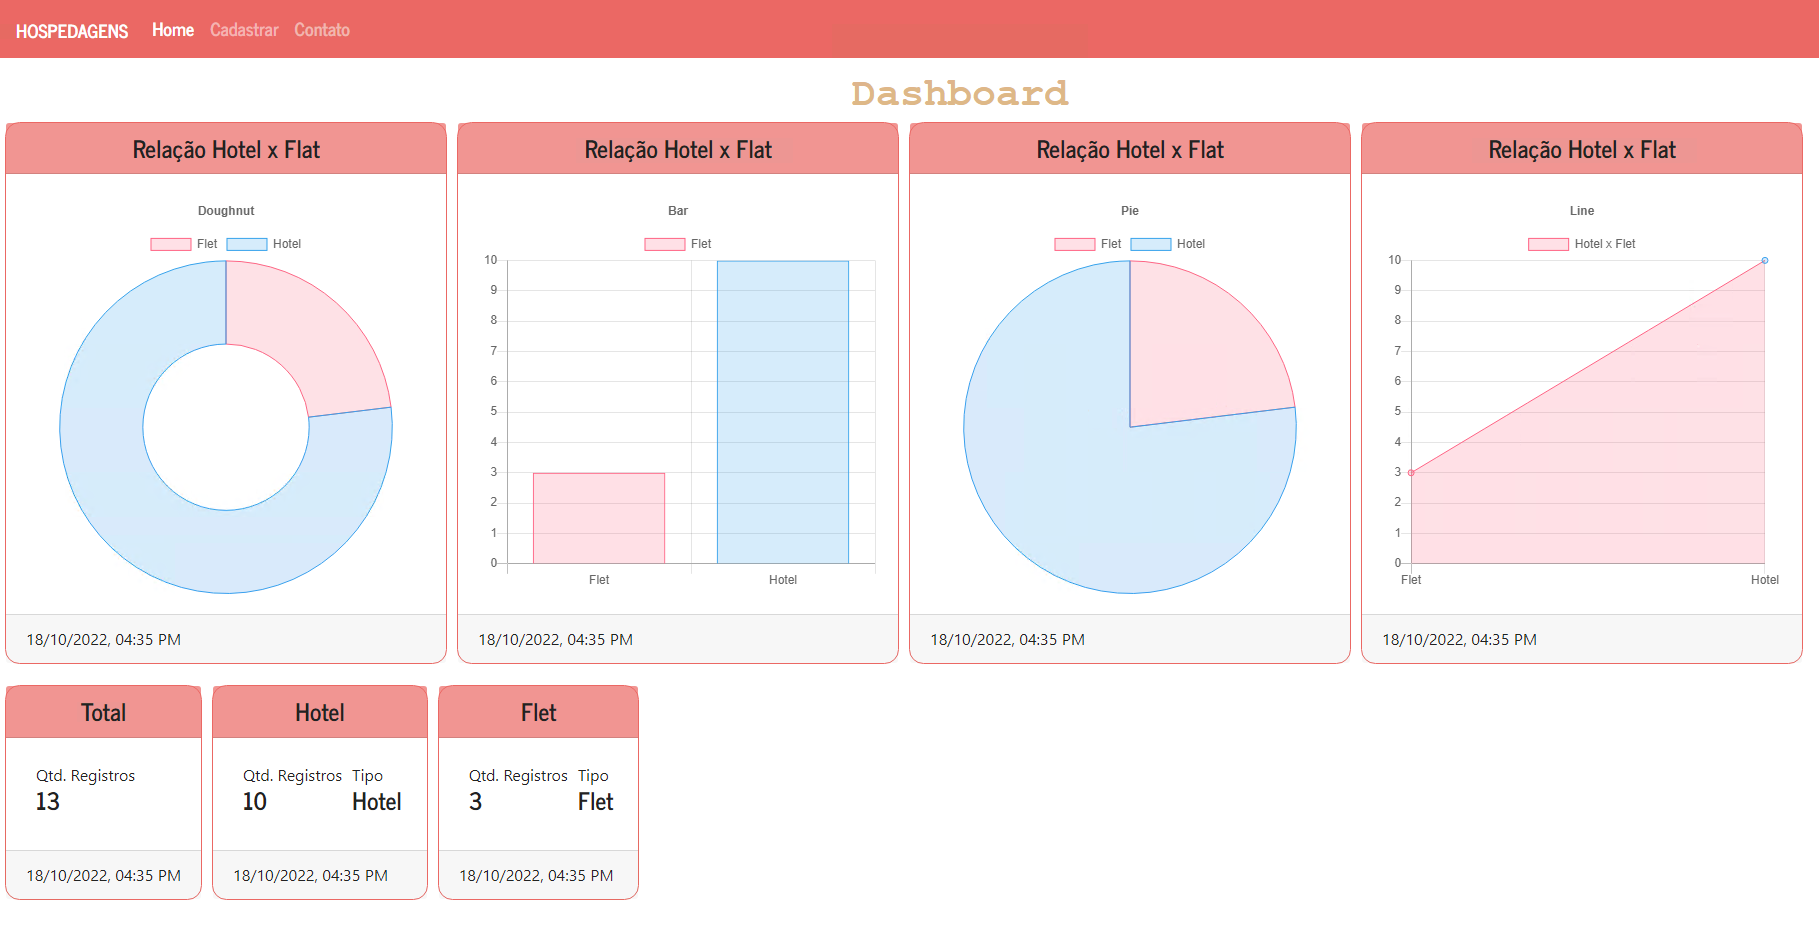 HOSPEDAGENS Home Cadastrar Contato
Dashboard
Relação Hotel x Flat
Doughnut
Flet Hotel
18/10/2022, 04:35 PM
Relação Hotel x Flat
Bar
Flet
10
9
8
7
6
5
4
3
2
1
0
Flet Hotel
18/10/2022, 04:35 PM
Relação Hotel x Flat
Pie
Flet Hotel
18/10/2022, 04:35 PM
Relação Hotel x Flat
Line
Hotel x Flet
10
9
8
7
6
5
4
3
2
1
0
Flet Hotel
18/10/2022, 04:35 PM
Total
Qtd. Registros
13
18/10/2022, 04:35 PM
Hotel
Qtd. Registros Tipo
10 Hotel
18/10/2022, 04:35 PM
Flet
Qtd. Registros Tipo
3 Flet
18/10/2022, 04:35 PM